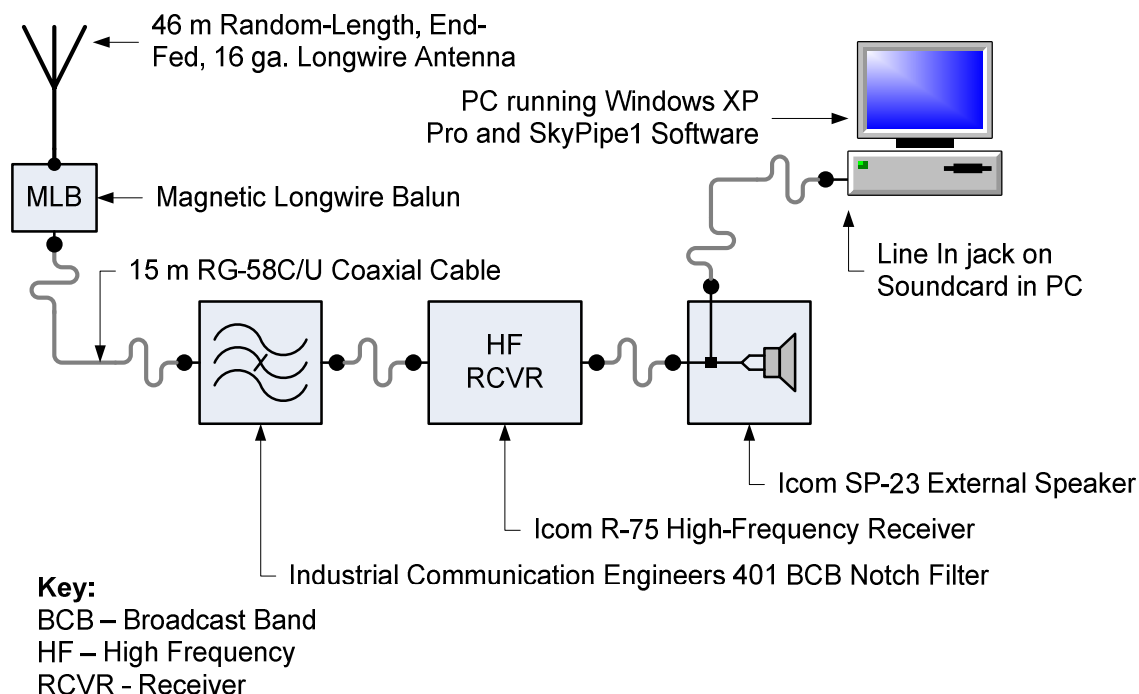 46 m Random-Length, End-
Fed, 16 ga. Longwire Antenna
PC running Windows XP
Pro and SkyPipe1 Software
MLB
Magnetic Longwire Balun
15 m RG-58C/U Coaxial Cable
Line In jack on
Soundcard in PC
HF
RCVR
Icom SP-23 External Speaker
Icom R-75 High-Frequency Receiver
Industrial Communication Engineers 401 BCB Notch Filter
Key:
BCB – Broadcast Band
HF – High Frequency
RCVR - Receiver